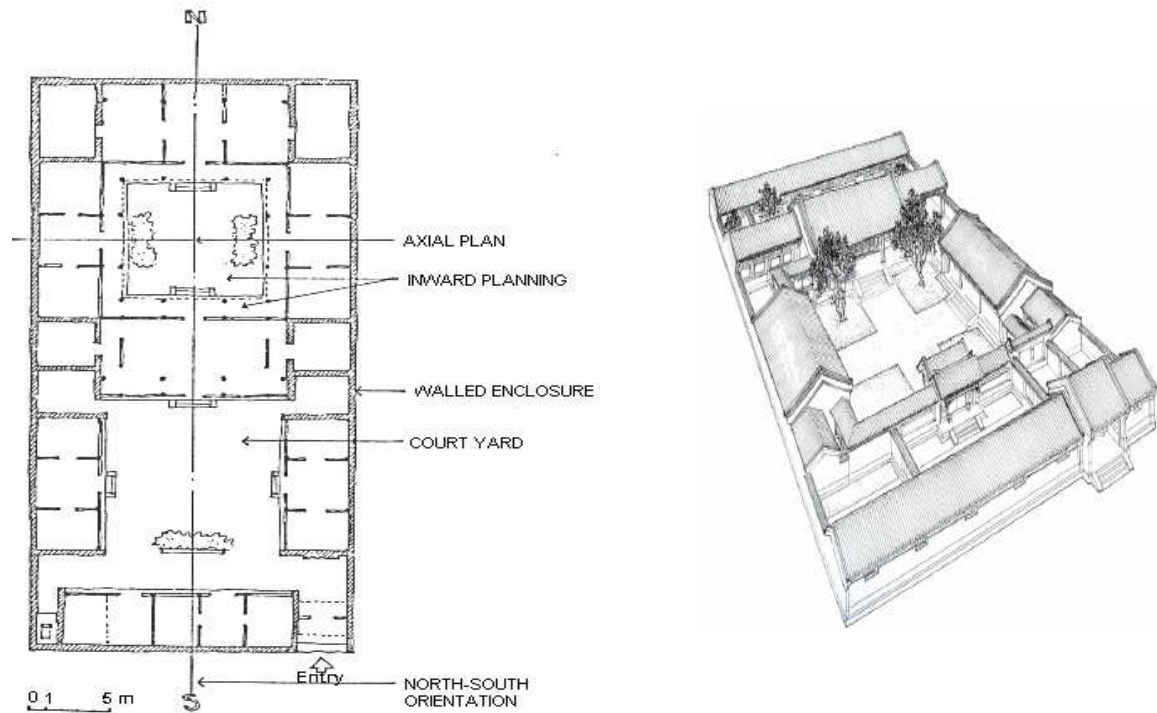 N
AXIAL PLAN
INWARD PLANNING
WALLED ENCLOSURE
COURT YARD
Entry
NORTH-SOUTH
ORIENTATION
S
0 1 5 m